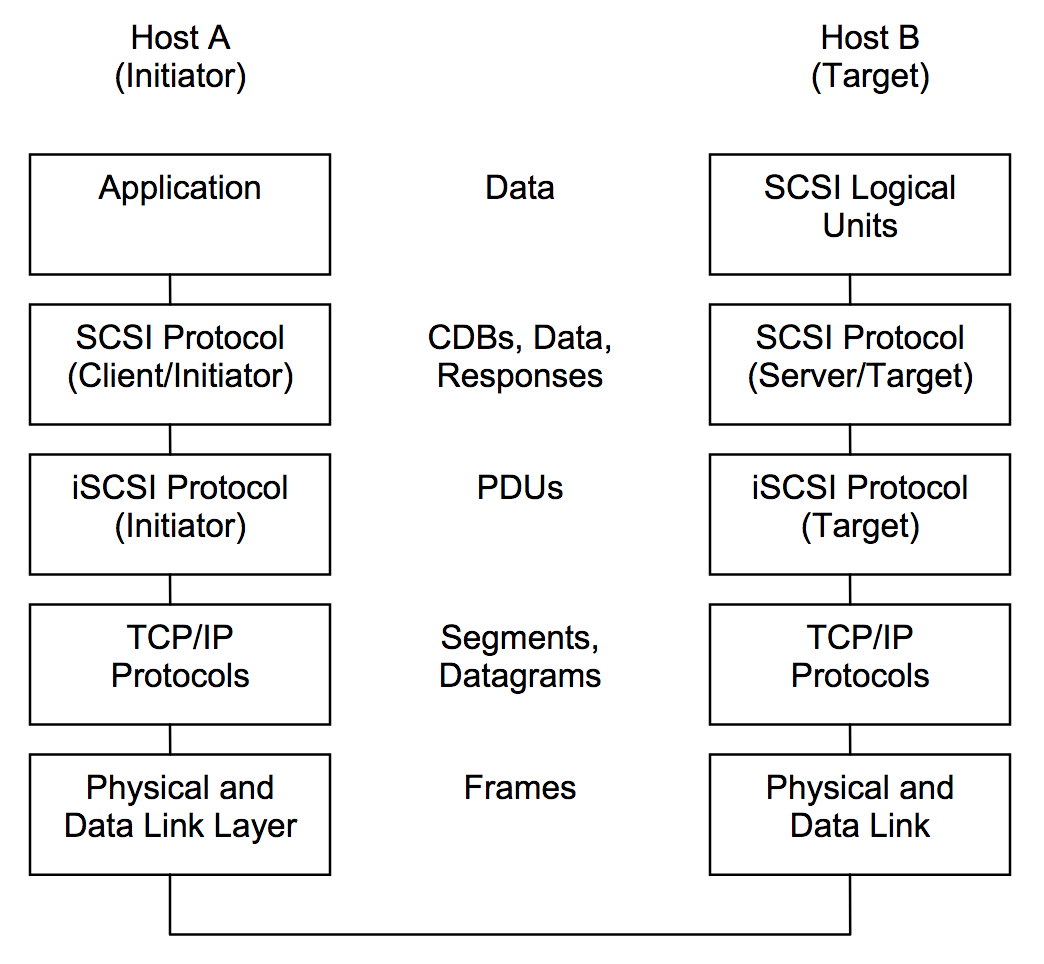 Host A
(Initiator)
Host B
(Target)
Application
Data
SCSI Logical
Units
SCSI Protocol
(Client/Initiator)
CDBs, Data,
Responses
SCSI Protocol
(Server/Target)
iSCSI Protocol
(Initiator)
PDUs
iSCSI Protocol
(Target)
TCP/IP
Protocols
Segments,
Datagrams
TCP/IP
Protocols
Physical and
Data Link Layer
Frames
Physical and
Data Link